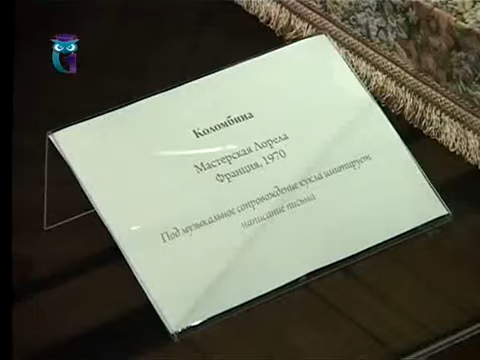 Коломбина
Мастерская Лорела
Франция, 1970
Под музыкальное сопровождение кукла имитирует
написание письма